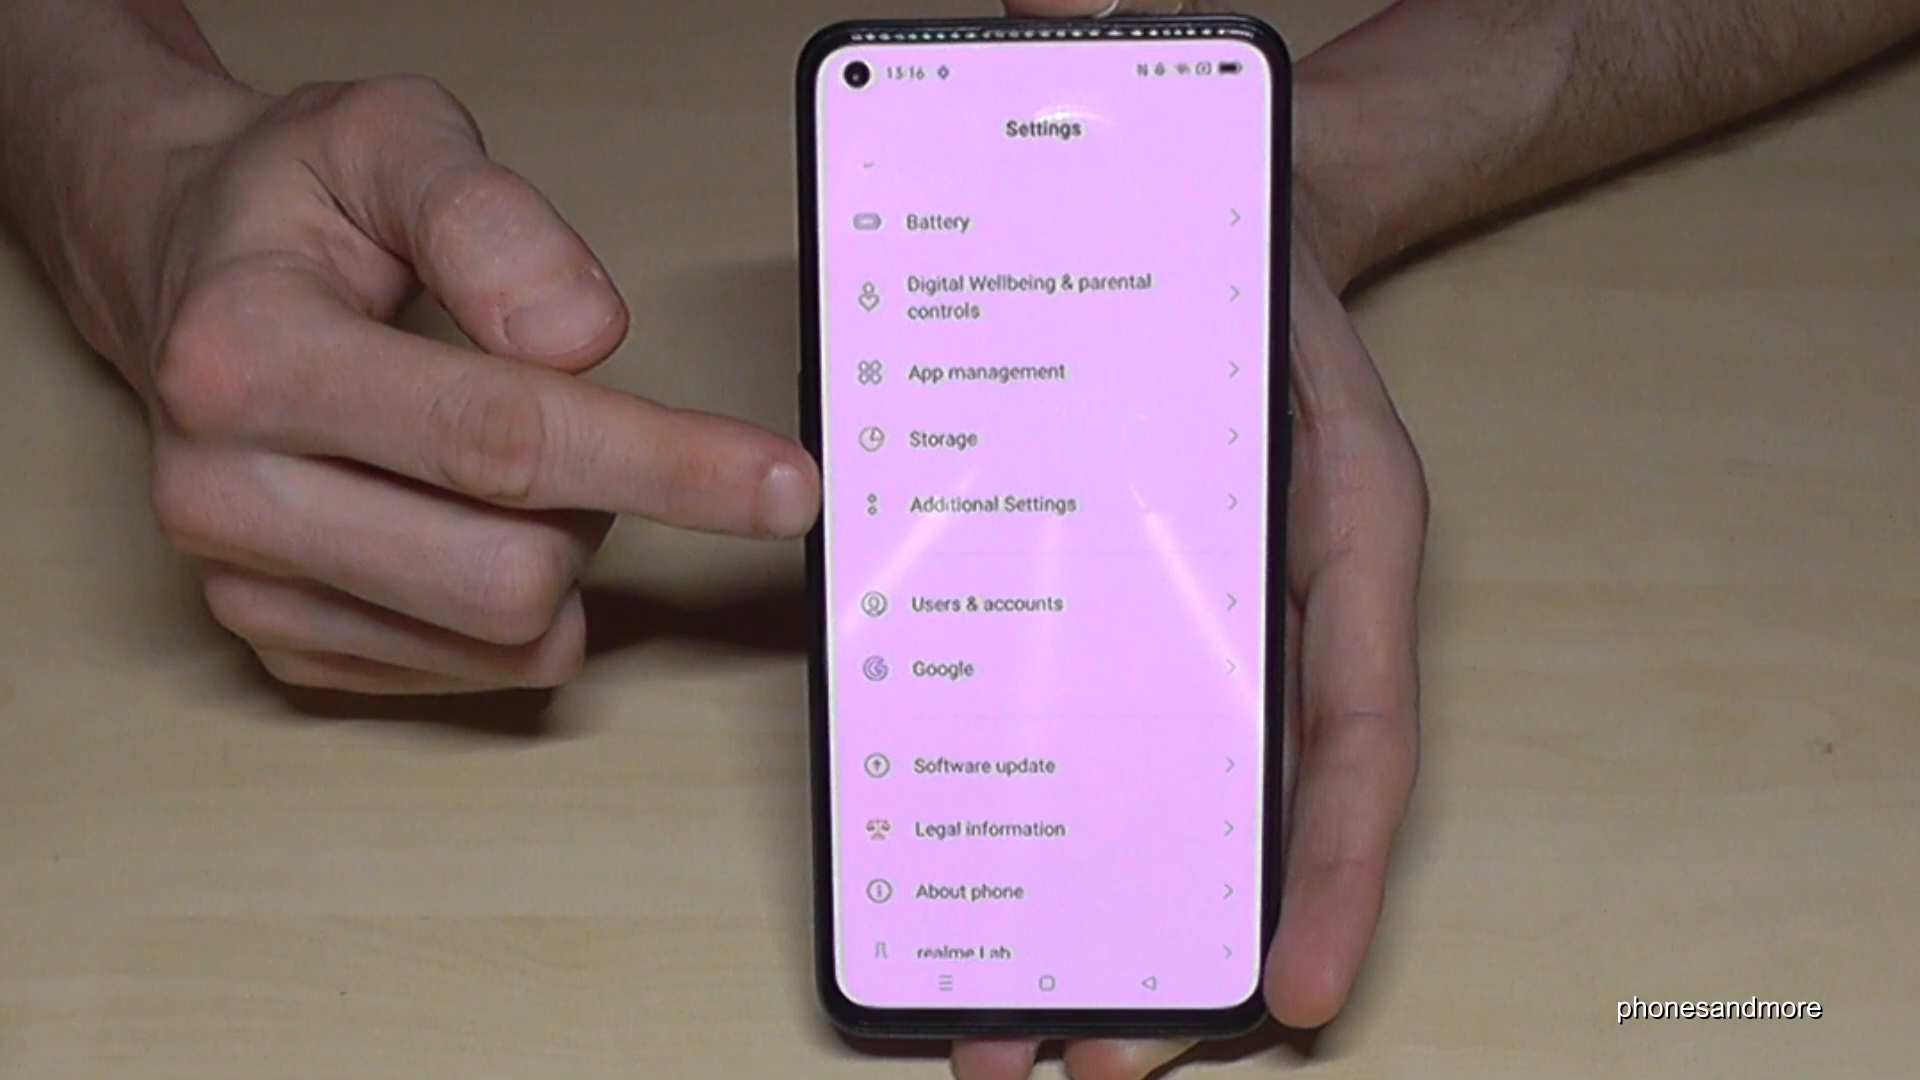 13:16
Settings
Battery
Digital Wellbeing & parental
controls
App management
Storage
Additional Settings
Users & accounts
Google
Software update
Legal information
About phone
realme Lab
phonesandmore